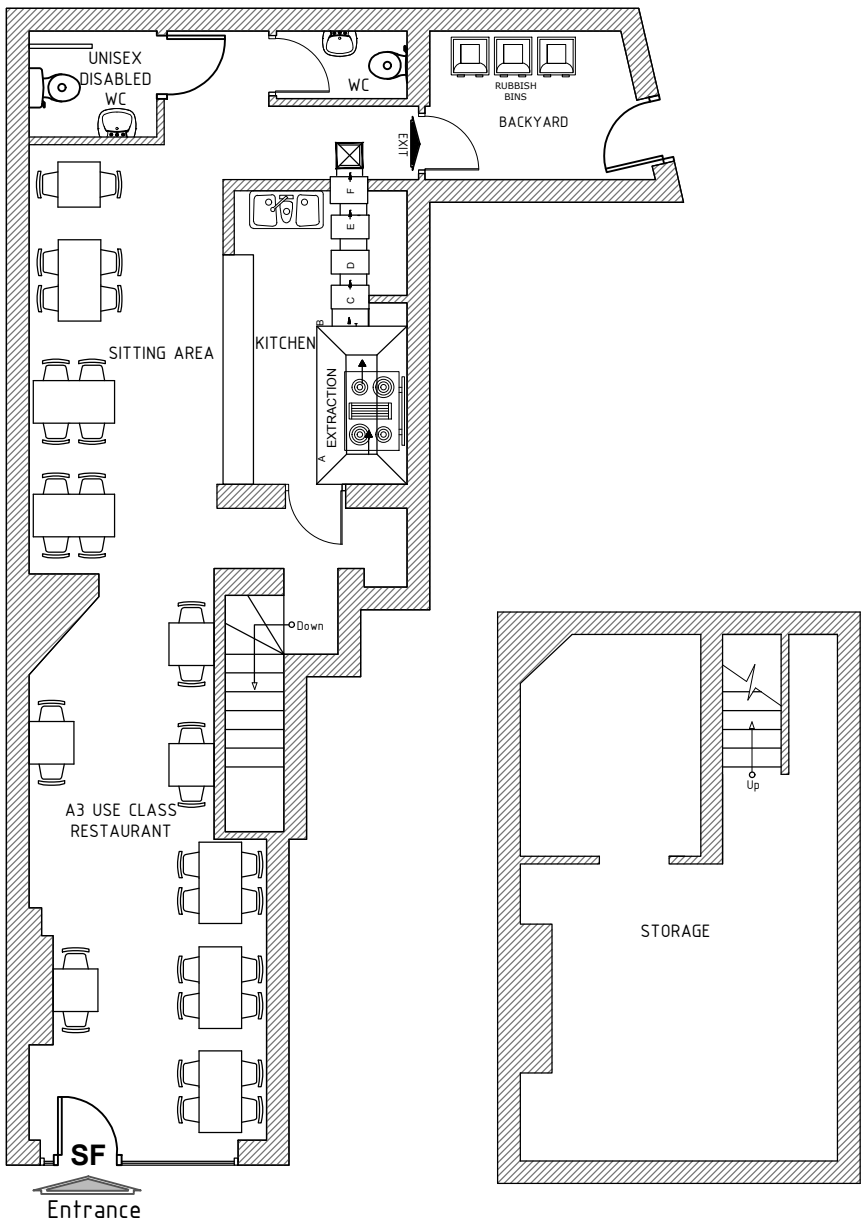 UNISEX
DISABLED
WC
WC
RUBBISH
BINS
BACKYARD
EXIT
F
E
D
C
B
SITTING AREA
KITCHEN
EXTRACTION
A
Down
A3 USE CLASS
RESTAURANT
Up
STORAGE
SF
Entrance